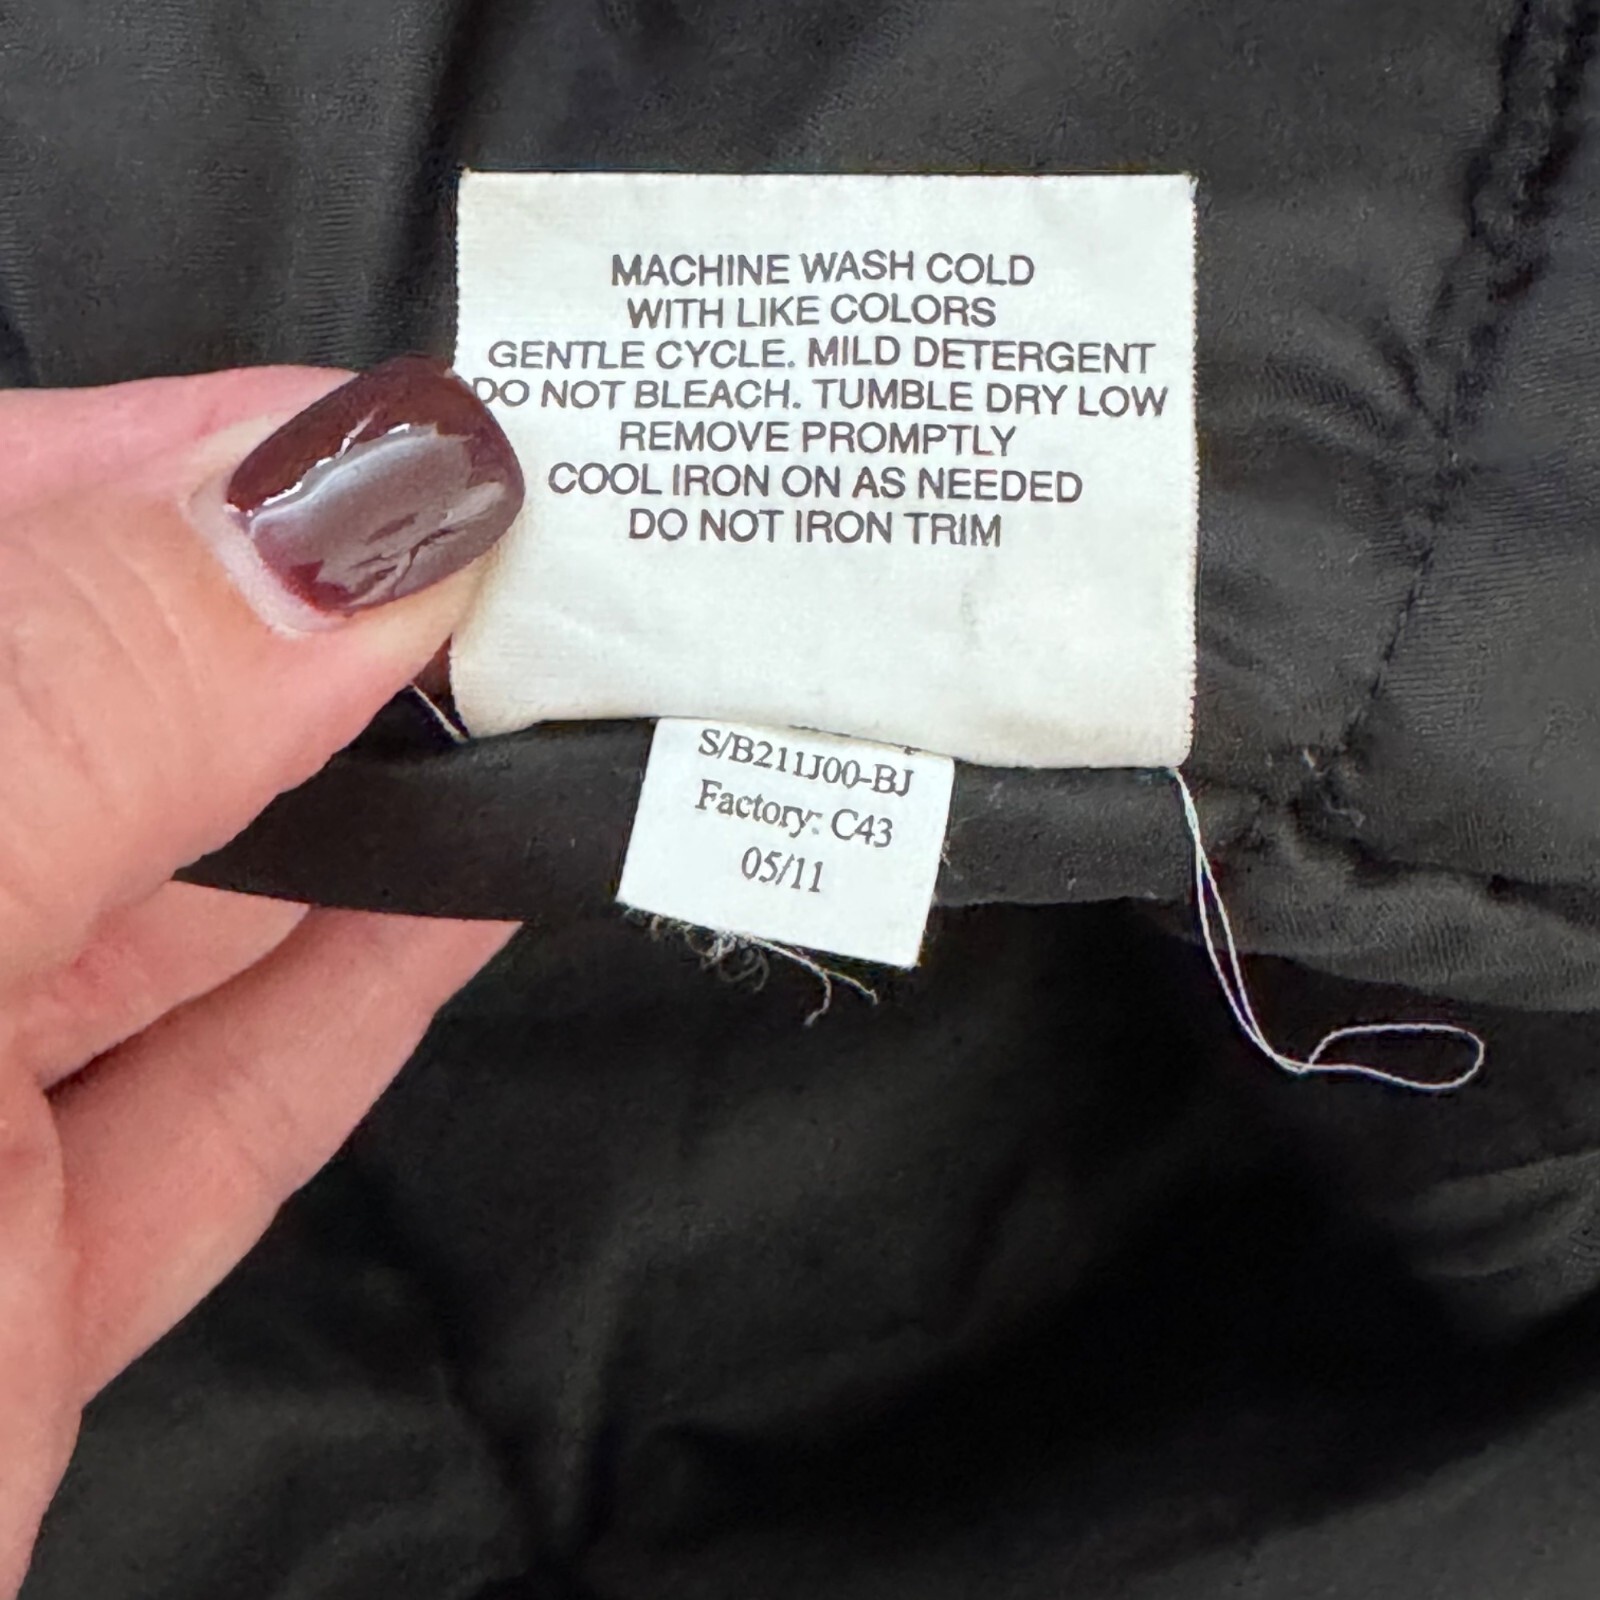 MACHINE WASH COLD
WITH LIKE COLORS
GENTLE CYCLE. MILD DETERGENT
DO NOT BLEACH. TUMBLE DRY LOW
REMOVE PROMPTLY
COOL IRON ON AS NEEDED
DO NOT IRON TRIM
S/B211J00-BJ
Factory: C43
05/11